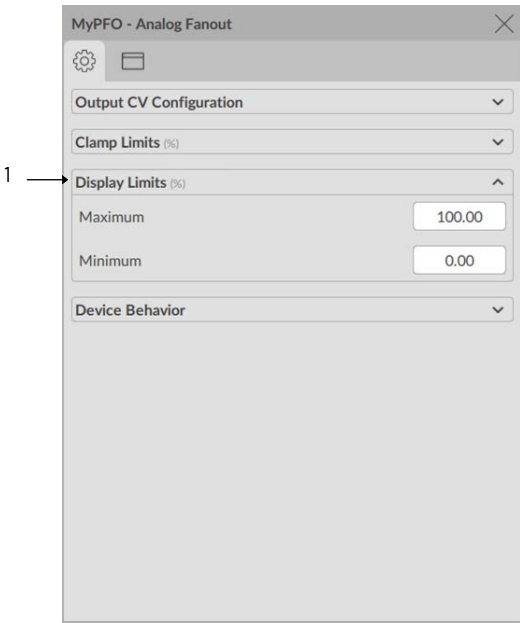 MyPFO - Analog Fanout
Output CV Configuration
Clamp Limits (%)
1
Display Limits (%)
Maximum 100.00
Minimum 0.00
Device Behavior